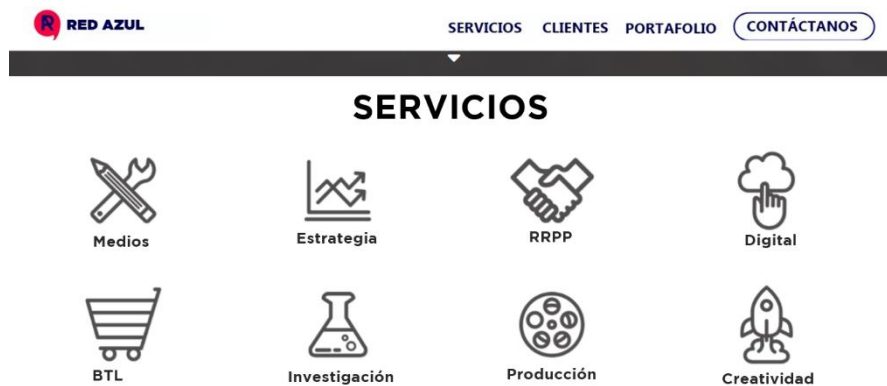 RED AZUL
SERVICIOS CLIENTES PORTAFOLIO CONTÁCTANOS
SERVICIOS
Medios Estrategia RRPP Digital
BTL Investigación Producción Creatividad